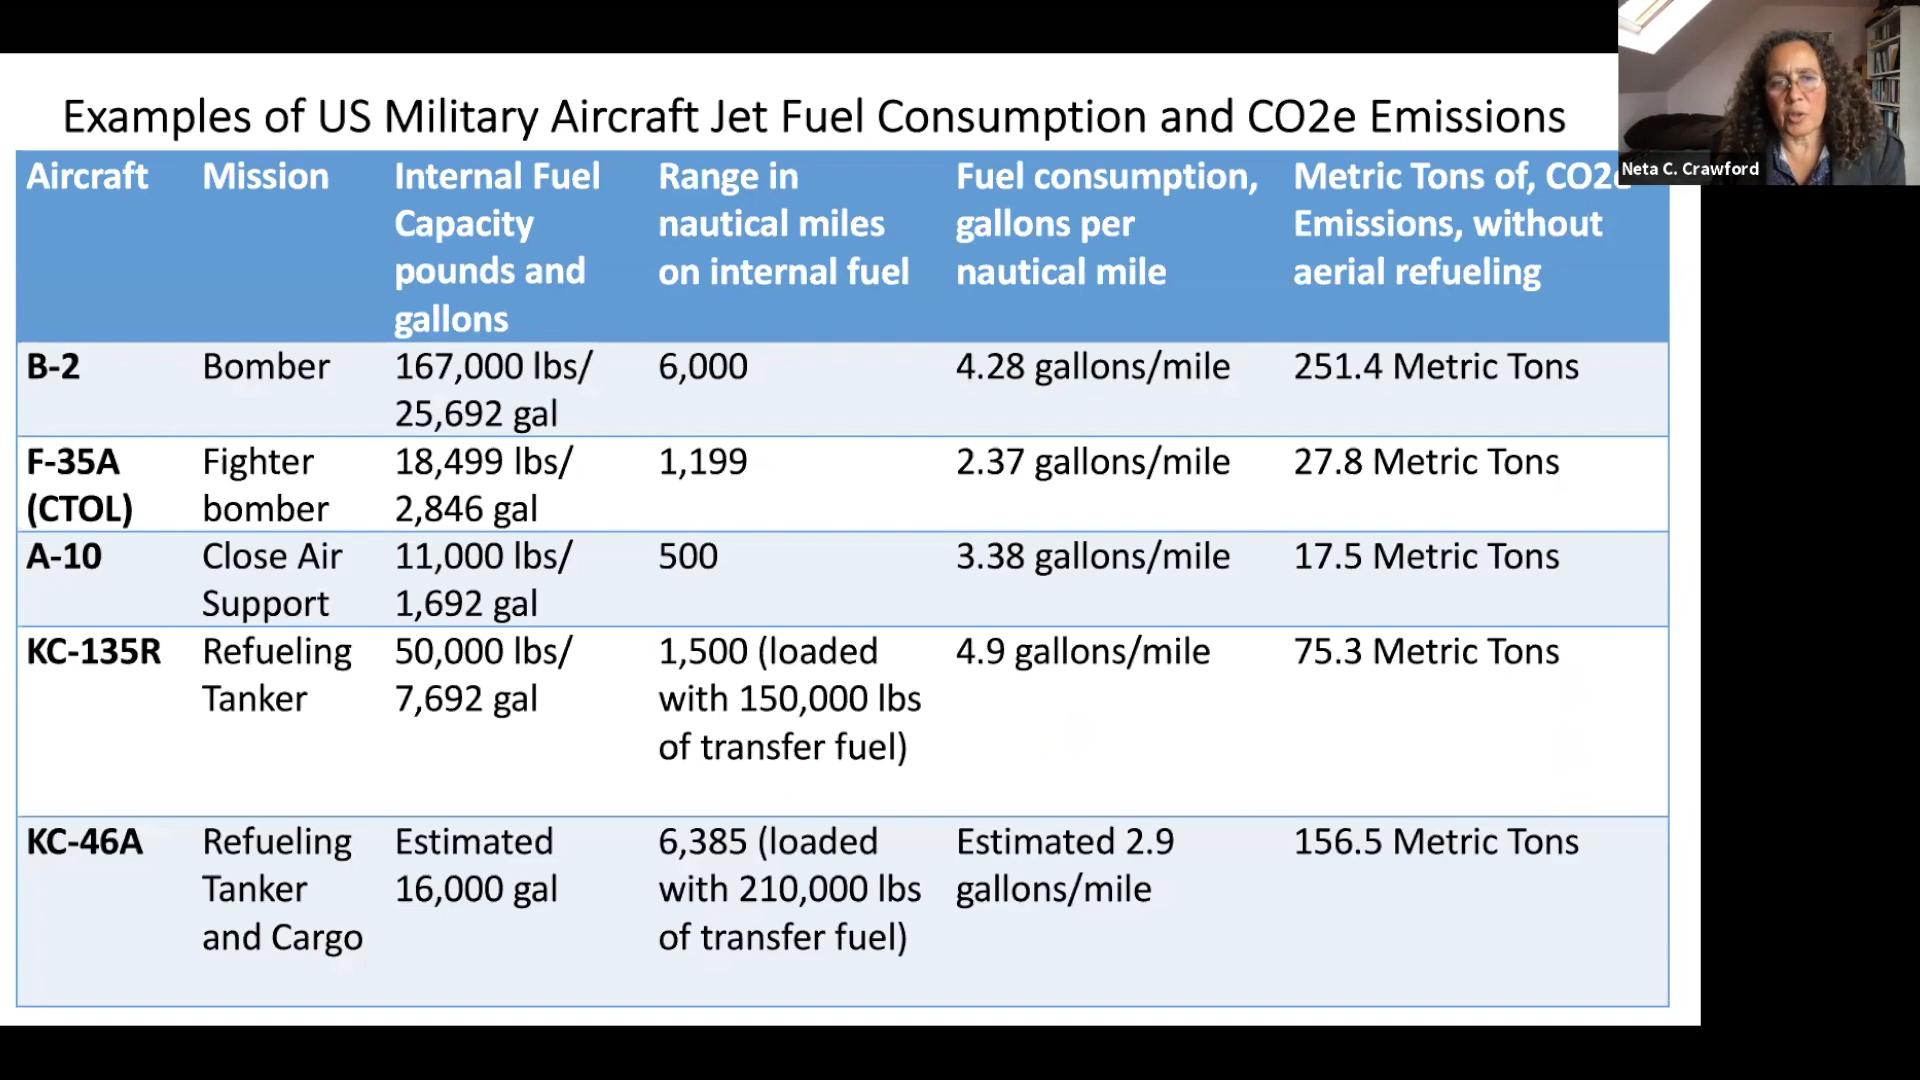 Examples of US Military Aircraft Jet Fuel Consumption and CO2e Emissions
Neta C. Crawford
Aircraft
Mission
Internal Fuel
Capacity
pounds and
gallons
Range in
nautical miles
on internal fuel
Fuel consumption,
gallons per
nautical mile
Metric Tons of, CO2e
Emissions, without
aerial refueling
B-2
Bomber
167,000 lbs/
25,692 gal
6,000
4.28 gallons/mile
251.4 Metric Tons
F-35A
(CTOL)
Fighter
bomber
18,499 lbs/
2,846 gal
1,199
2.37 gallons/mile
27.8 Metric Tons
A-10
Close Air
Support
11,000 lbs/
1,692 gal
500
3.38 gallons/mile
17.5 Metric Tons
KC-135R
Refueling
Tanker
50,000 lbs/
7,692 gal
1,500 (loaded
with 150,000 lbs
of transfer fuel)
4.9 gallons/mile
75.3 Metric Tons
KC-46A
Refueling
Tanker
and Cargo
Estimated
16,000 gal
6,385 (loaded
with 210,000 lbs
of transfer fuel)
Estimated 2.9
gallons/mile
156.5 Metric Tons